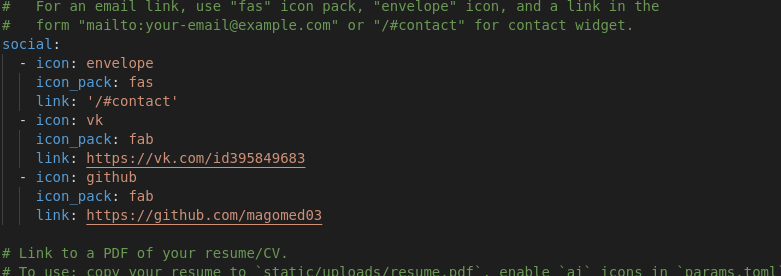 #   For an email link, use "fas" icon pack, "envelope" icon, and a link in the
#   form "mailto:your-email@example.com" or "/#contact" for contact widget.
social:
  - icon: envelope
    icon_pack: fas
    link: '/#contact'
  - icon: vk
    icon_pack: fab
    link: https://vk.com/id395849683
  - icon: github
    icon_pack: fab
    link: https://github.com/magomed03

# Link to a PDF of your resume/CV.
# To use: copy your resume to `static/uploads/resume.pdf`, enable `ai` icons in `params.toml